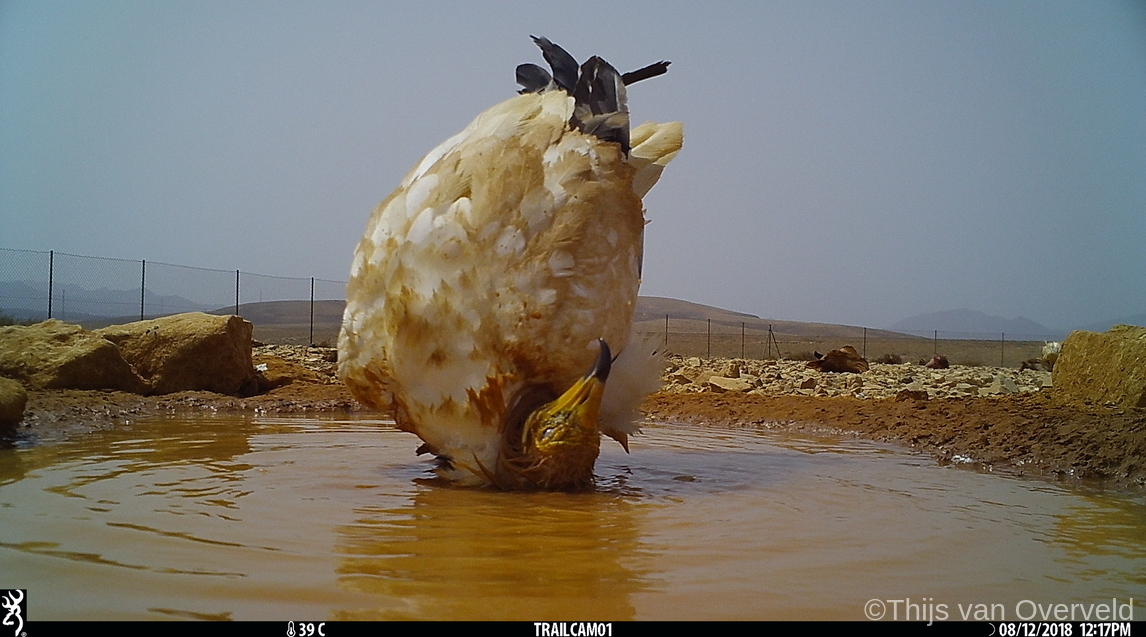 ©Thijs van Overveld
39 C TRAILCAM01 08/12/2018 12:17PM